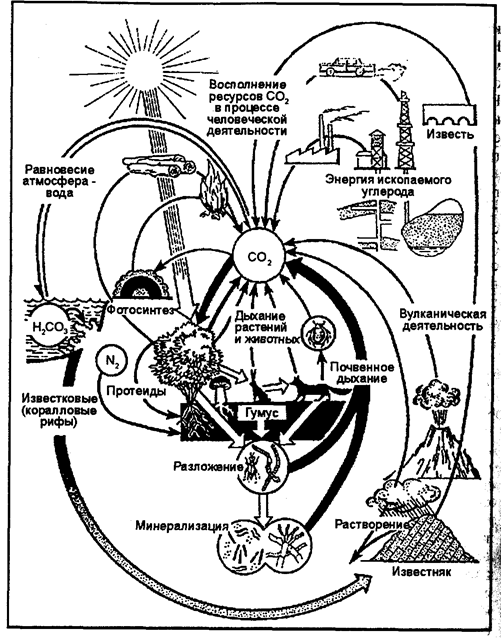 Восполнение
ресурсов CO2
в процессе
человеческой
деятельности
Известь
Энергия ископаемого
углерода
Равновесие
атмосфера -
вода
CO2
H2CO3
Фотосинтез
Дыхание
растений
и животных
Вулканическая
деятельность
N2
Протеиды
Почвенное
дыхание
Известковые
(коралловые
рифы)
Гумус
Разложение
Минерализация
Растворение
Известняк